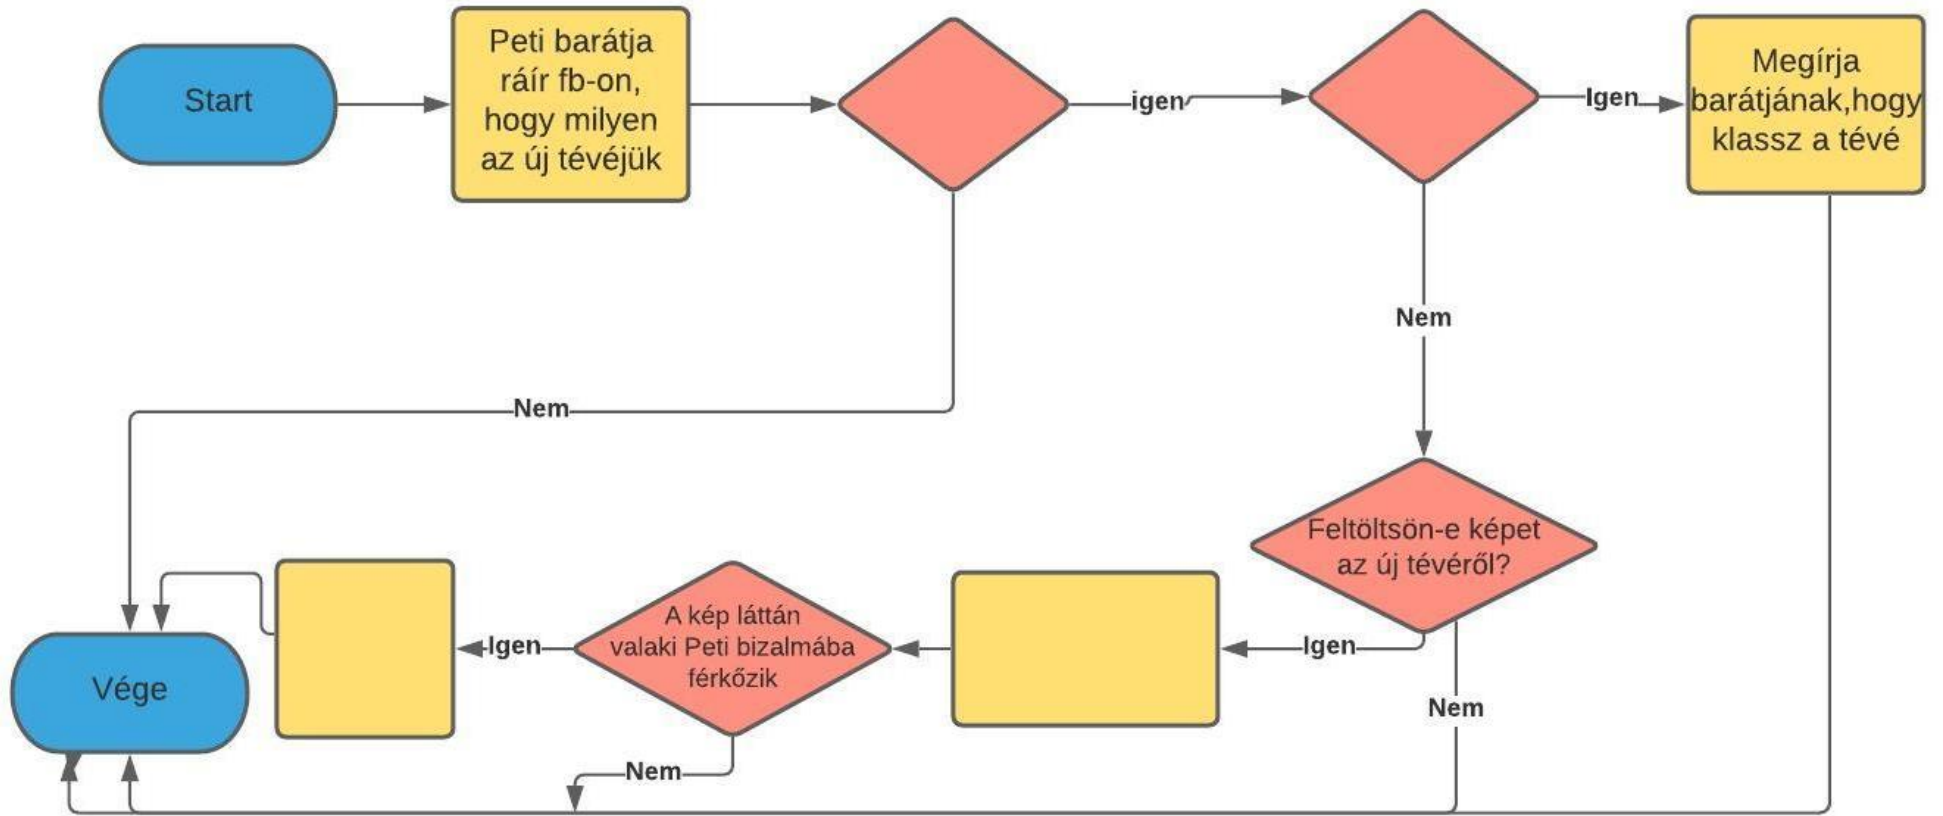 Start
Peti barátja
ráír fb-on,
hogy milyen
az új tévéjük
igen
Igen
Megírja
barátjának,hogy
klassz a tévé
Nem
Nem
Feltöltsön-e képet
az új tévéről?
Igen
Nem
A kép láttán
valaki Peti bizalmába
férkőzik
Igen
Nem
Vége